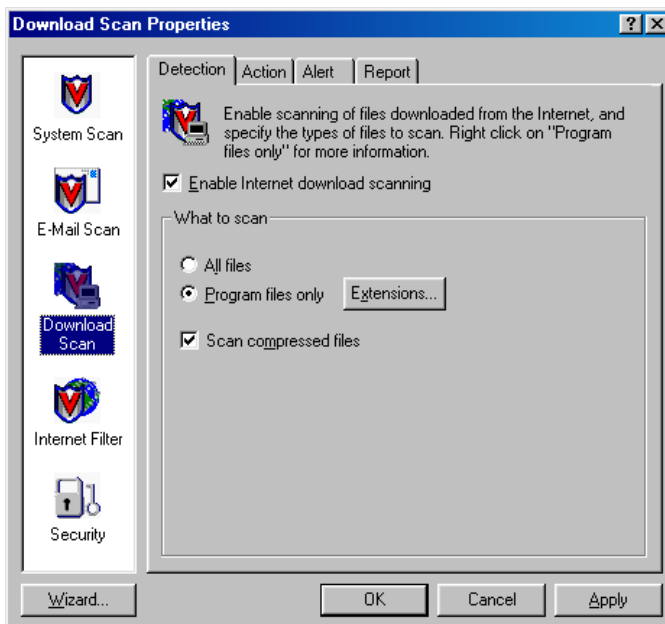 Download Scan Properties
System Scan
E-Mail Scan
Download
Scan
Internet Filter
Security
Detection
Action
Alert
Report
Enable scanning of files downloaded from the Internet, and
specify the types of files to scan. Right click on "Program
files only" for more information.
Enable Internet download scanning
What to scan
All files
Program files only
Extensions...
Scan compressed files
Wizard...
OK
Cancel
Apply